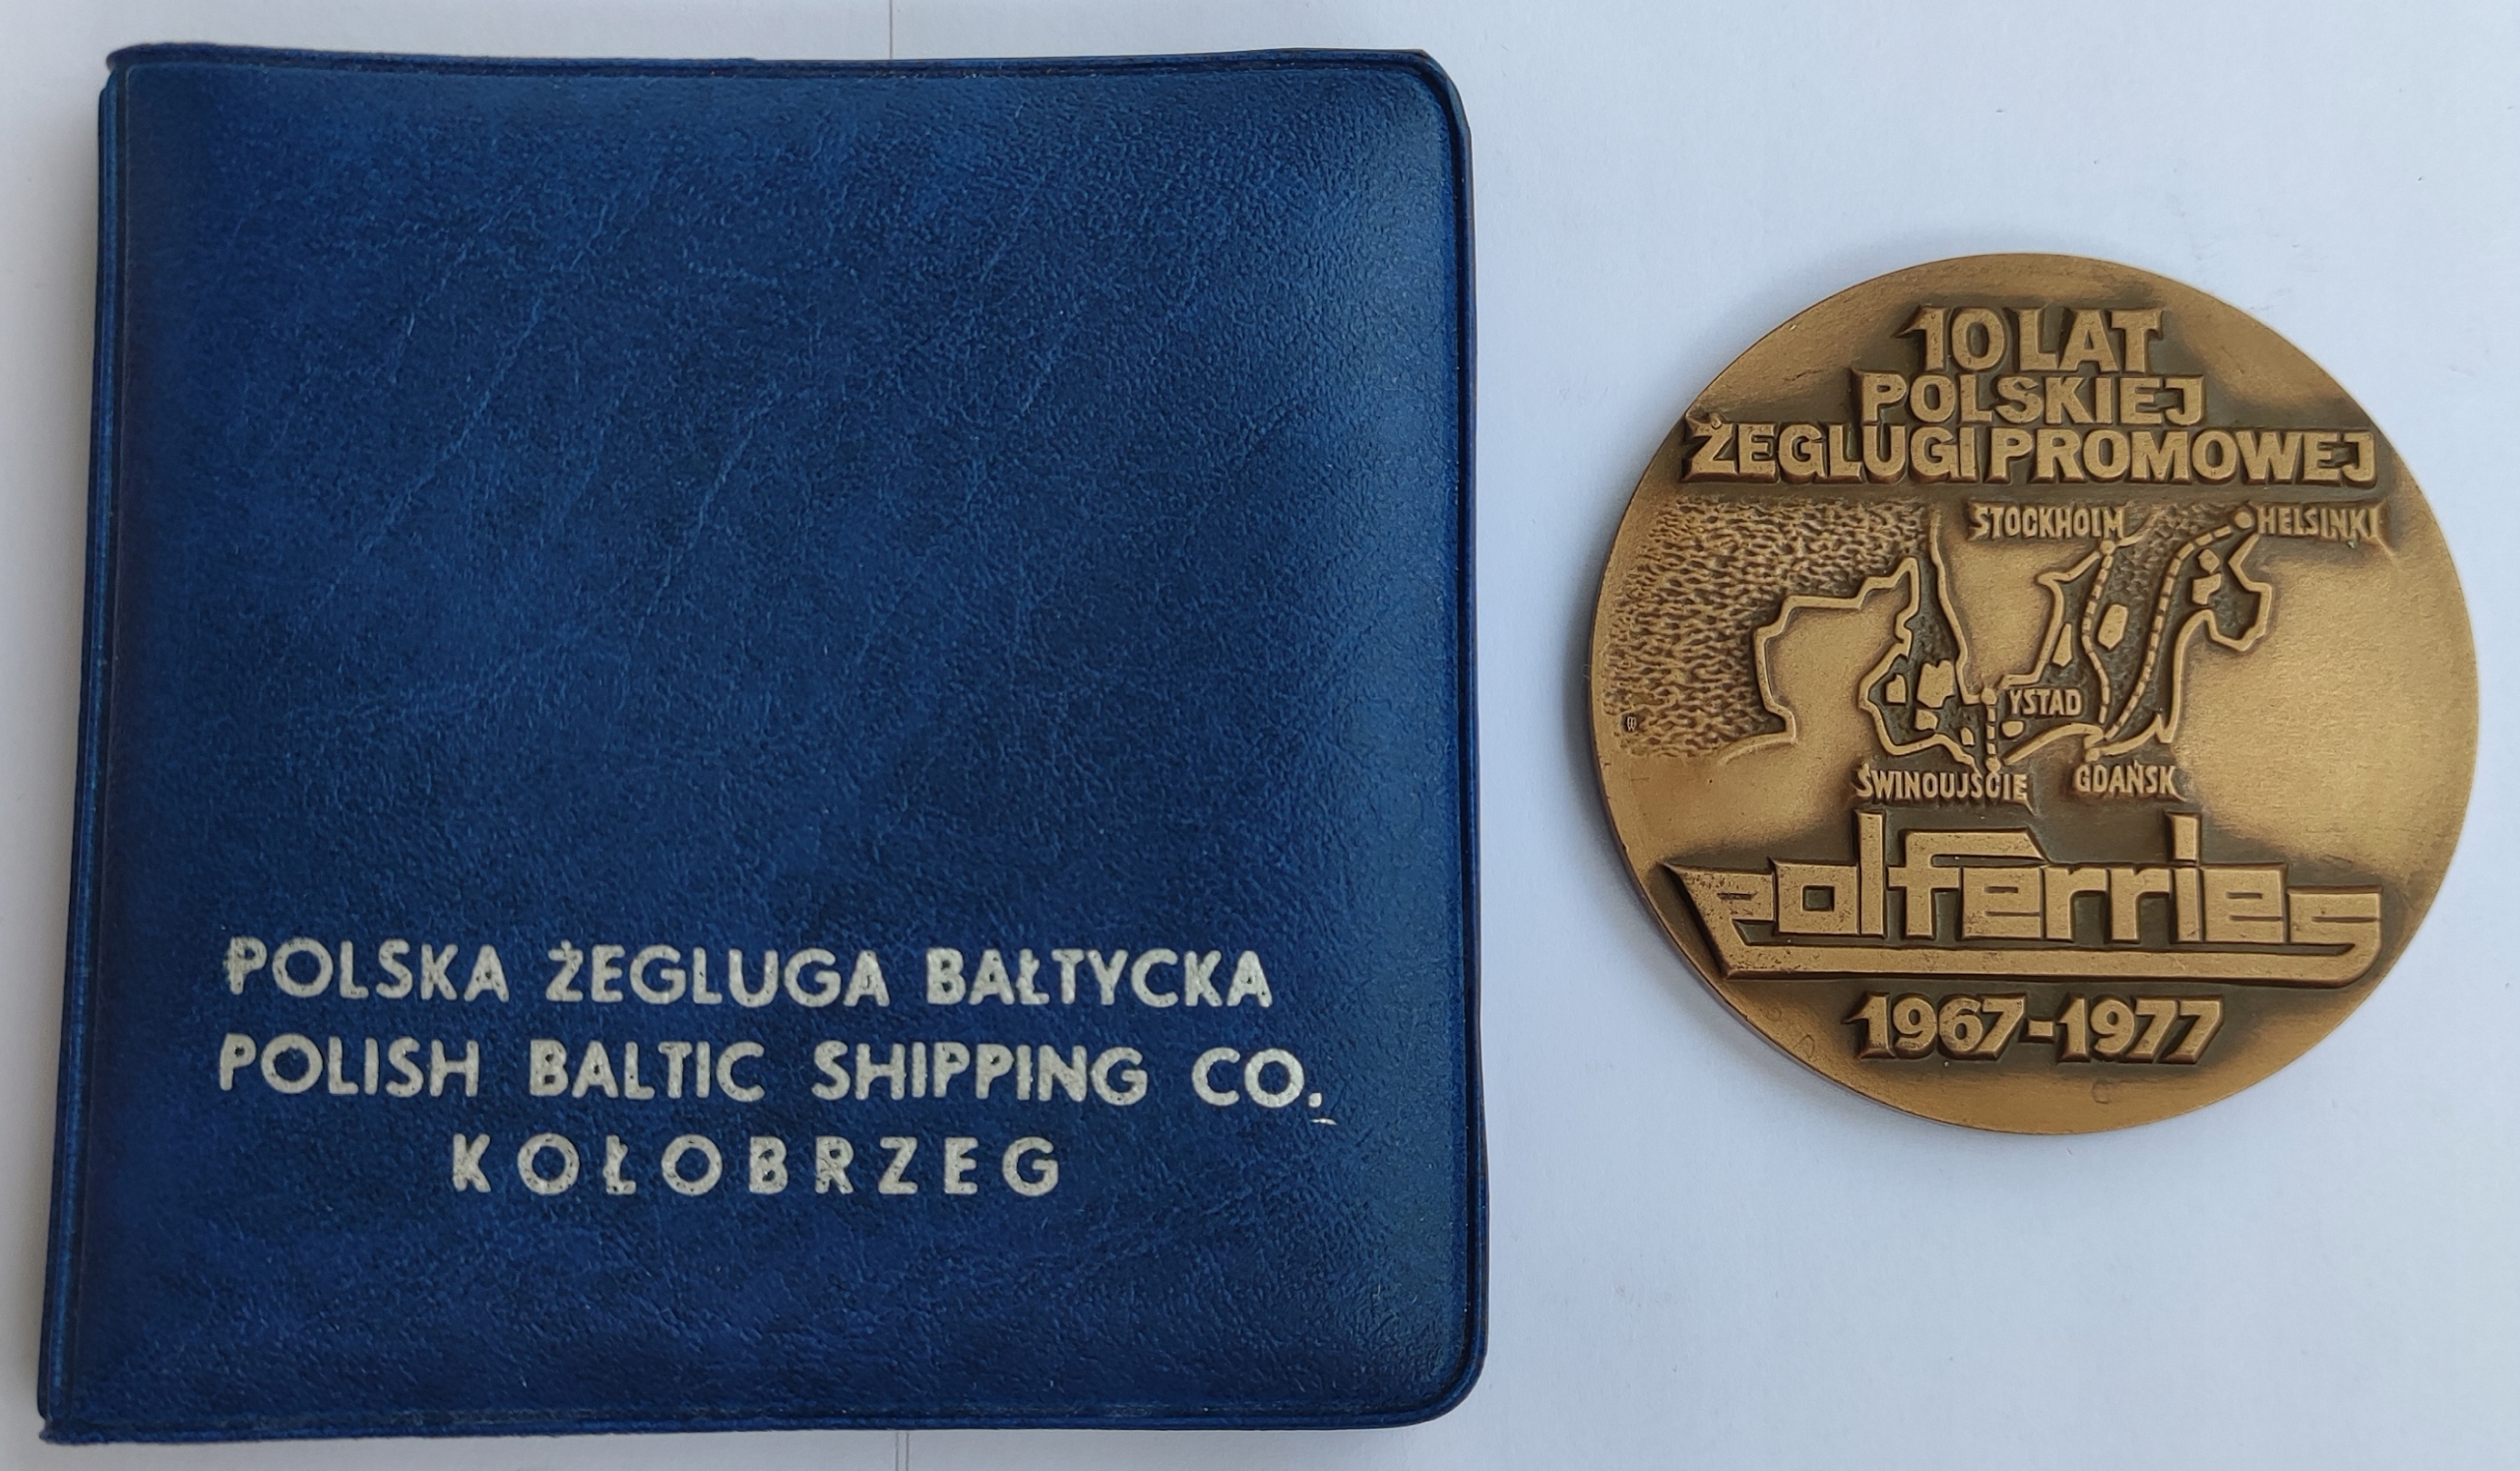 POLSKA ŻEGLUGA BAŁTYCKA
POLISH BALTIC SHIPPING CO.
KOŁOBRZEG
10 LAT
POLSKIEJ
ŻEGLUGI PROMOWEJ
STOCKHOLM HELSINKI
YSTAD
ŚWINOUJŚCIE GDAŃSK
polferries
1967-1977